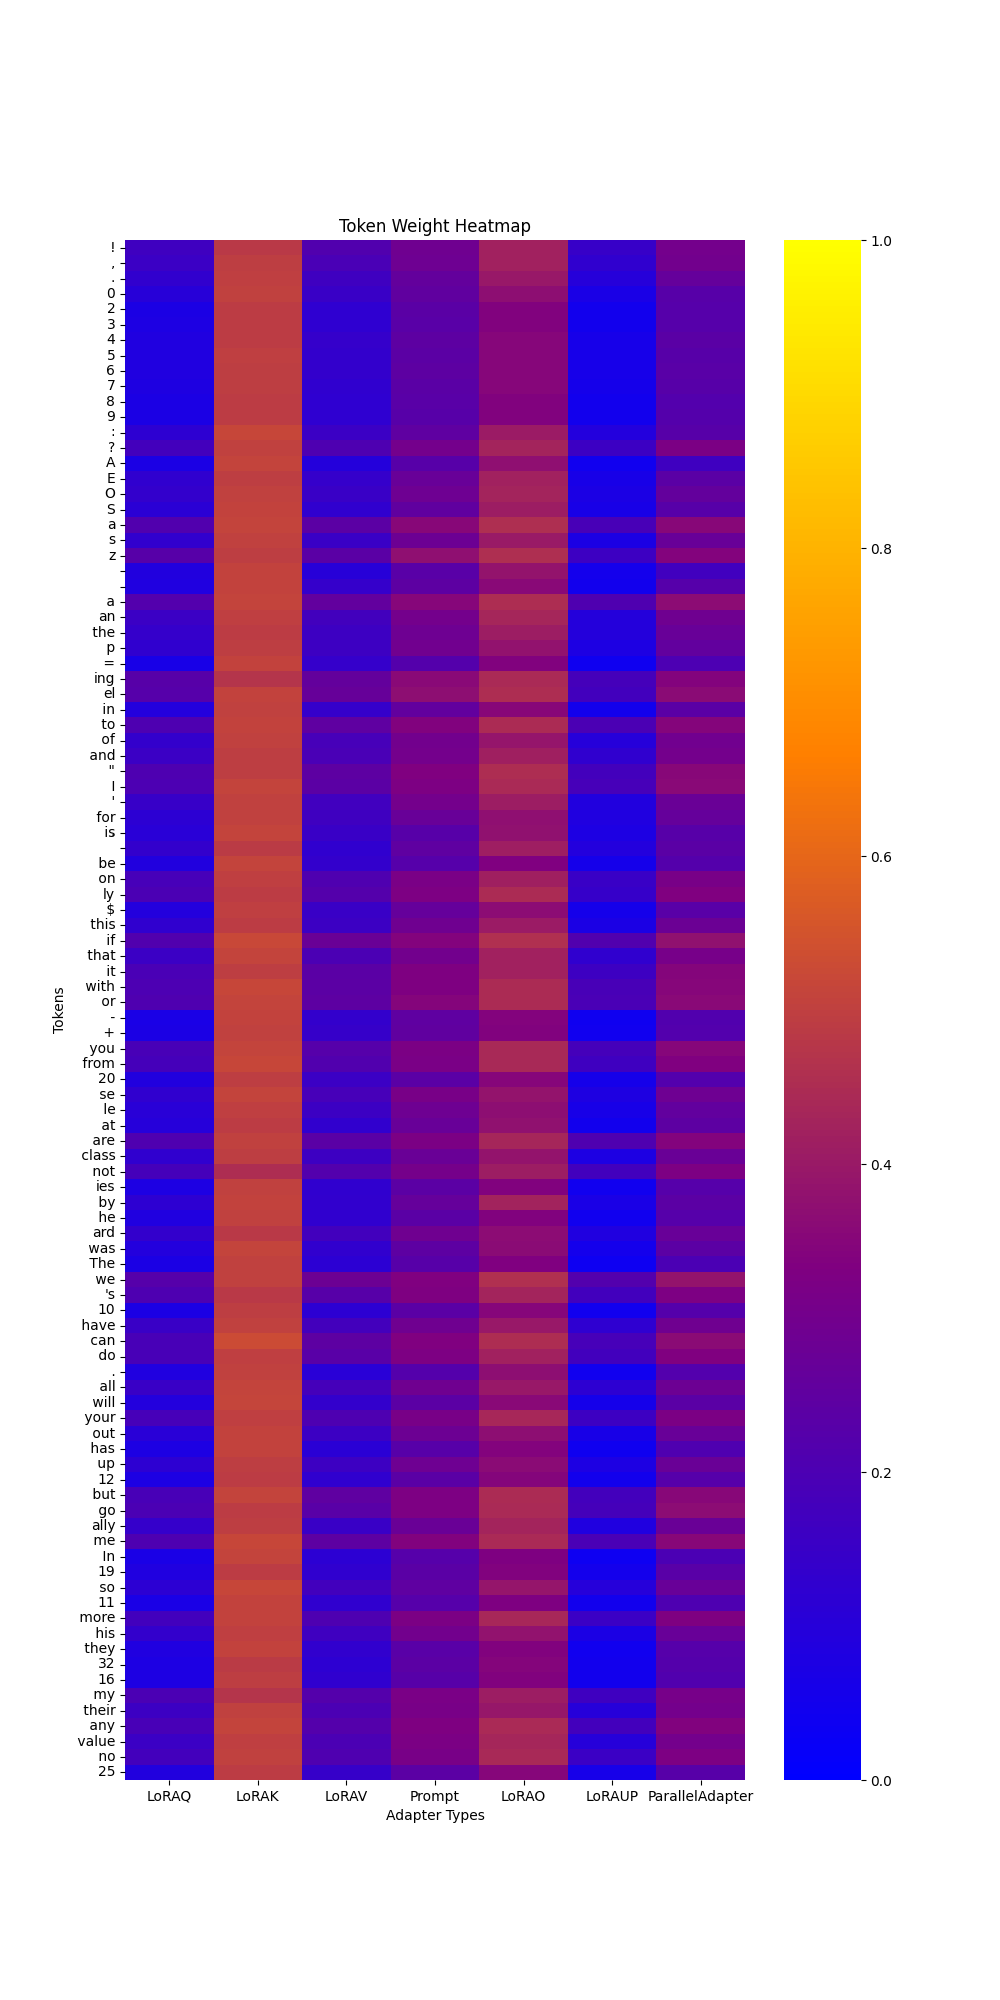 Token Weight Heatmap
!
,
.
0
2
3
4
5
6
7
8
9
:
?
A
E
O
S
a
s
z
a
an
the
p
=
ing
el
in
to
of
and
"
I
'
for
is
be
on
ly
$
this
if
that
it
with
or
-
+
you
from
20
se
le
at
are
class
not
ies
by
he
ard
was
The
we
's
10
have
can
do
.
all
will
your
out
has
up
12
but
go
ally
me
In
19
so
11
more
his
they
32
16
my
their
any
value
no
25
Tokens
LoRAQ LoRAK LoRAV Prompt LoRAO LoRAUP ParallelAdapter
Adapter Types
1.0
0.8
0.6
0.4
0.2
0.0